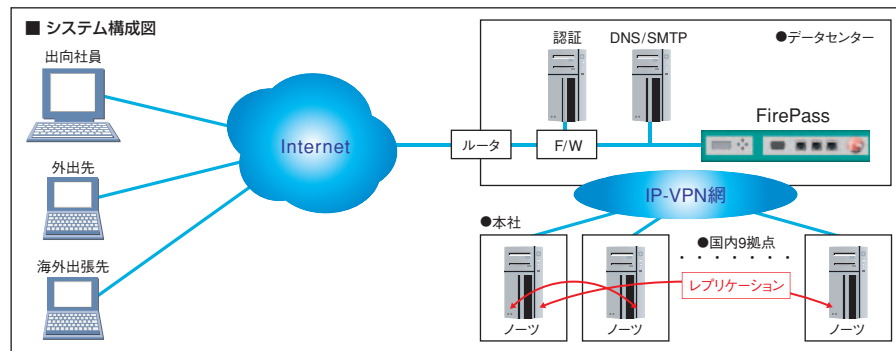 ■ システム構成図
出向社員
外出先
海外出張先
Internet
ルータ
F/W
認証
DNS/SMTP
●データセンター
FirePass
IP-VPN網
●本社
●国内9拠点
・・・・・・・
レプリケーション
ノーツ
ノーツ
ノーツ